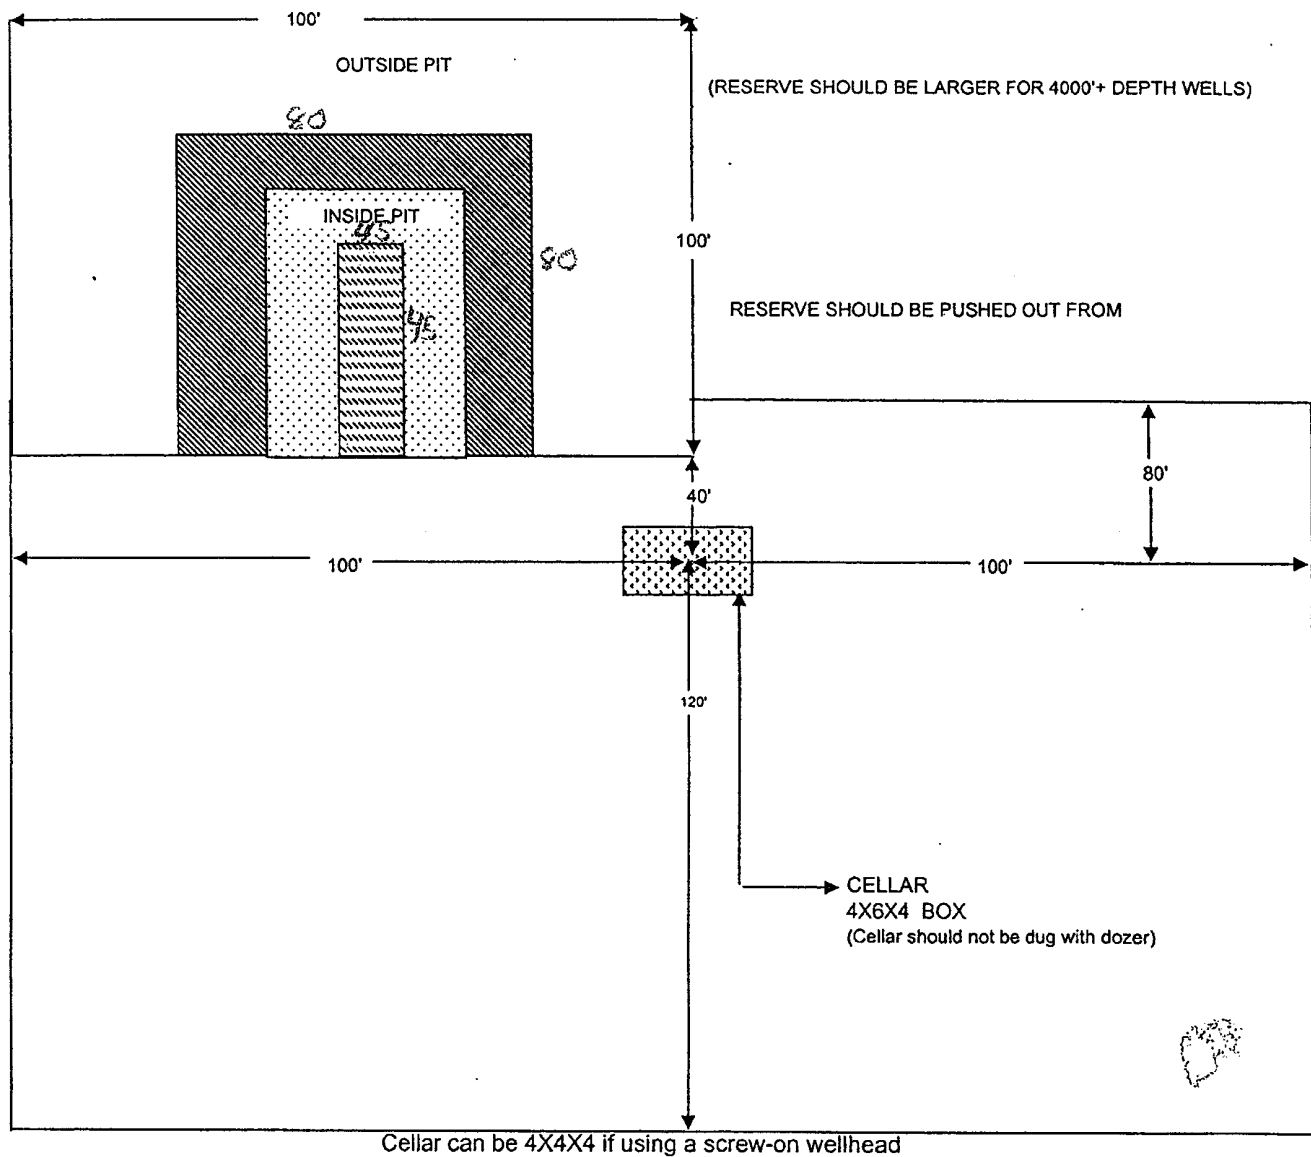 100'
OUTSIDE PIT
(RESERVE SHOULD BE LARGER FOR 4000'+ DEPTH WELLS)
80
INSIDE PIT
45
100'
80
RESERVE SHOULD BE PUSHED OUT FROM
45
80'
40'
100'
100'
120'
CELLAR
4X6X4 BOX
(Cellar should not be dug with dozer)
Cellar can be 4X4X4 if using a screw-on wellhead